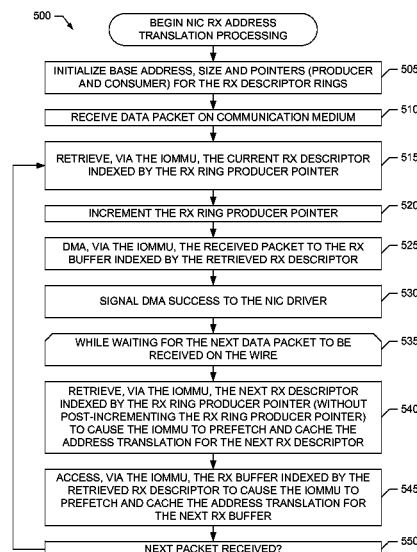 500
BEGIN NIC RX ADDRESS
TRANSLATION PROCESSING
INITIALIZE BASE ADDRESS, SIZE AND POINTERS (PRODUCER
AND CONSUMER) FOR THE RX DESCRIPTOR RINGS
505
RECEIVE DATA PACKET ON COMMUNICATION MEDIUM
510
RETRIEVE, VIA THE IOMMU, THE CURRENT RX DESCRIPTOR
INDEXED BY THE RX RING PRODUCER POINTER
515
INCREMENT THE RX RING PRODUCER POINTER
520
DMA, VIA THE IOMMU, THE RECEIVED PACKET TO THE RX
BUFFER INDEXED BY THE RETRIEVED RX DESCRIPTOR
525
SIGNAL DMA SUCCESS TO THE NIC DRIVER
530
WHILE WAITING FOR THE NEXT DATA PACKET TO BE
RECEIVED ON THE WIRE
535
RETRIEVE, VIA THE IOMMU, THE NEXT RX DESCRIPTOR
INDEXED BY THE RX RING PRODUCER POINTER (WITHOUT
POST-INCREMENTING THE RX RING PRODUCER POINTER)
TO CAUSE THE IOMMU TO PREFETCH AND CACHE THE
ADDRESS TRANSLATION FOR THE NEXT RX DESCRIPTOR
540
ACCESS, VIA THE IOMMU, THE RX BUFFER INDEXED BY THE
RETRIEVED RX DESCRIPTOR TO CAUSE THE IOMMU TO
PREFETCH AND CACHE THE ADDRESS TRANSLATION FOR
THE NEXT RX BUFFER
545
NEXT PACKET RECEIVED?
550